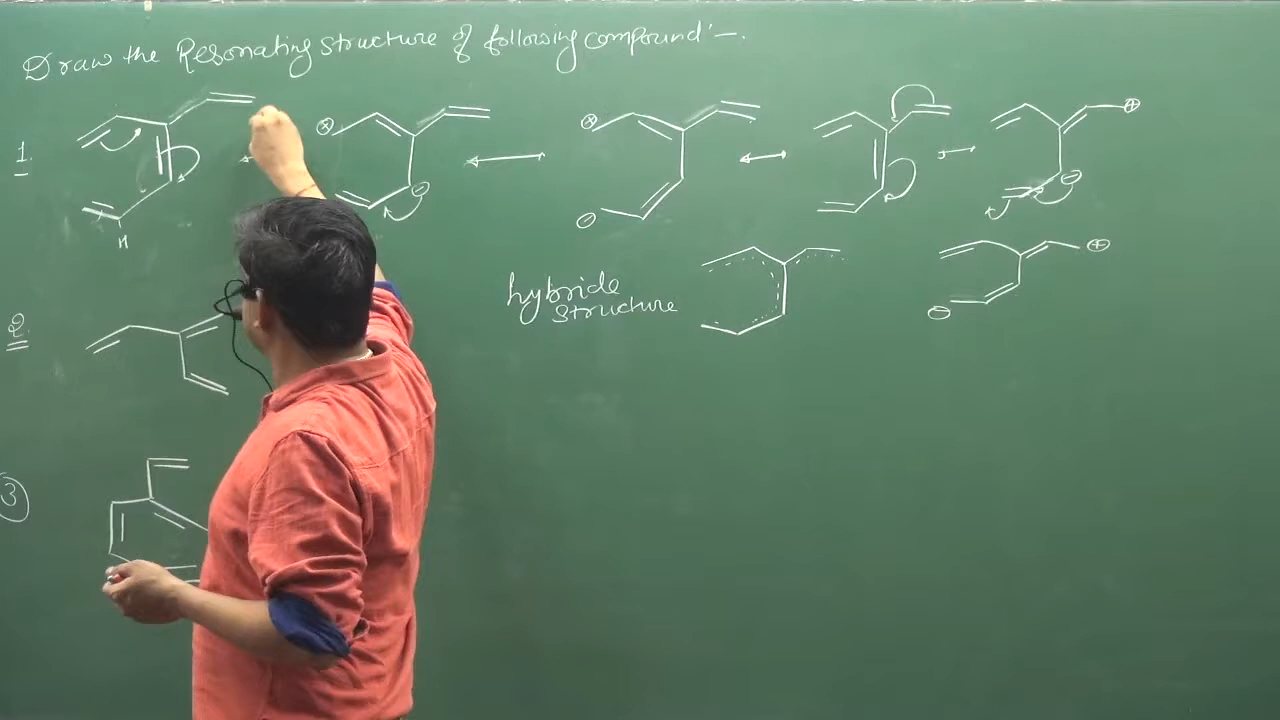 Draw the Resonating structure of following compound :-.
1.
⊕
⊕
⊕
⊖
⊖
⊖
H
hybride
structure
⊕
⊖
2.
3